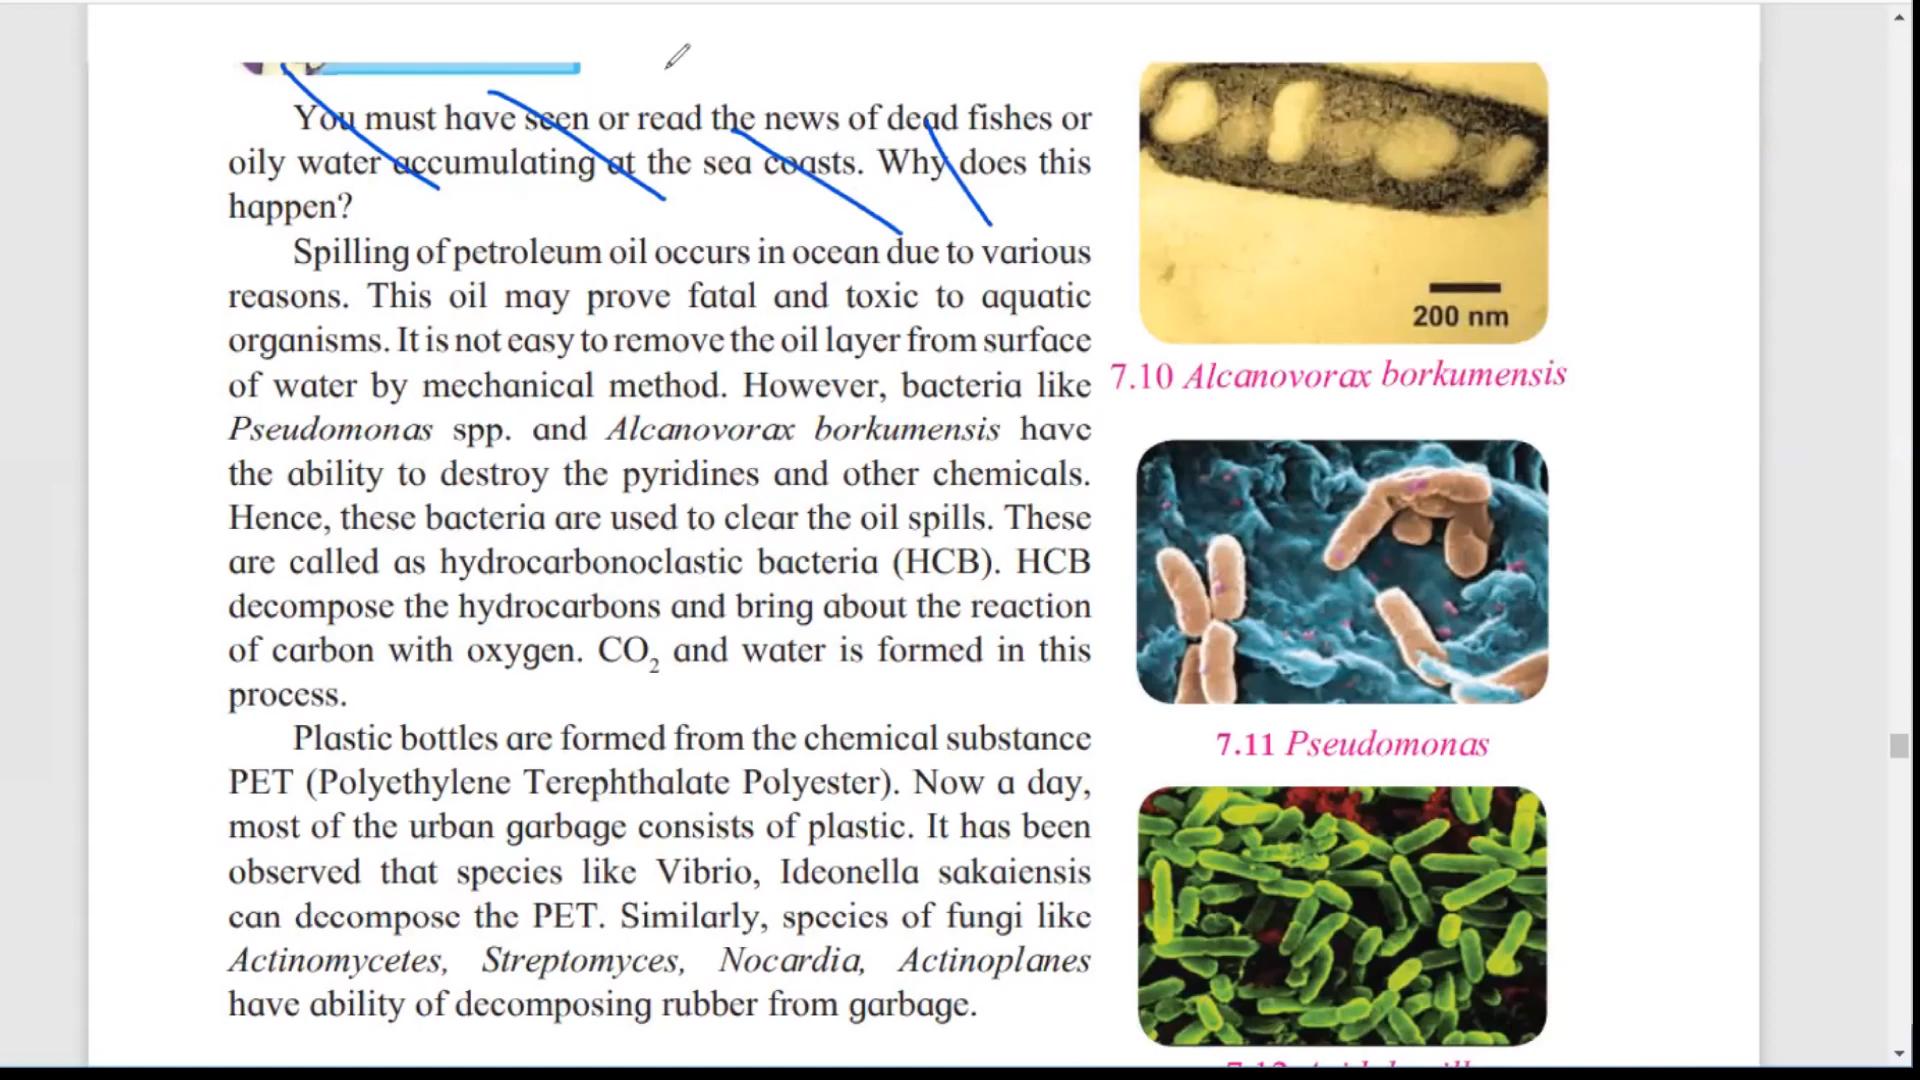 You must have seen or read the news of dead fishes or
oily water accumulating at the sea coasts. Why does this
happen?
Spilling of petroleum oil occurs in ocean due to various
reasons. This oil may prove fatal and toxic to aquatic
organisms. It is not easy to remove the oil layer from surface
of water by mechanical method. However, bacteria like
Pseudomonas spp. and Alcanovorax borkumensis have
the ability to destroy the pyridines and other chemicals.
Hence, these bacteria are used to clear the oil spills. These
are called as hydrocarbonoclastic bacteria (HCB). HCB
decompose the hydrocarbons and bring about the reaction
of carbon with oxygen. CO₂ and water is formed in this
process.
Plastic bottles are formed from the chemical substance
PET (Polyethylene Terephthalate Polyester). Now a day,
most of the urban garbage consists of plastic. It has been
observed that species like Vibrio, Ideonella sakaiensis
can decompose the PET. Similarly, species of fungi like
Actinomycetes, Streptomyces, Nocardia, Actinoplanes
have ability of decomposing rubber from garbage.
200 nm
7.10 Alcanovorax borkumensis
7.11 Pseudomonas